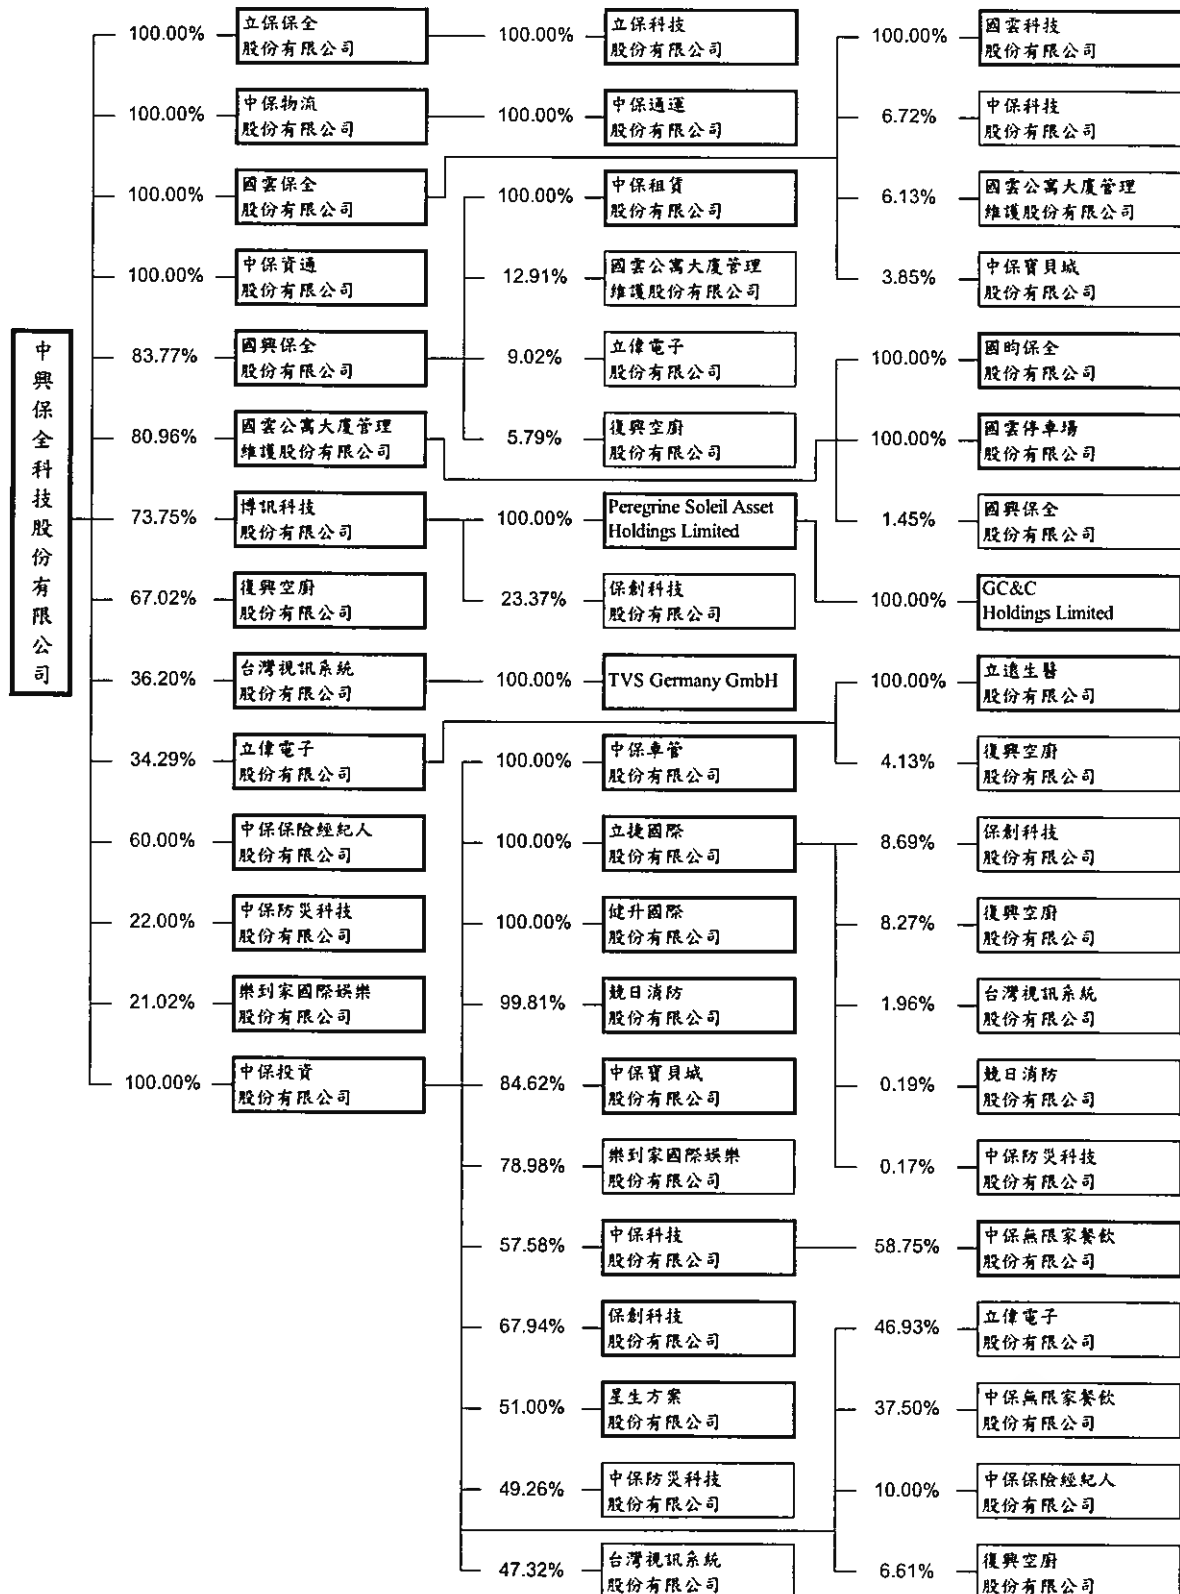 中興保全科技股份有限公司
100.00%
立保保全
股份有限公司
100.00%
立保科技
股份有限公司
100.00%
國雲科技
股份有限公司
100.00%
中保物流
股份有限公司
100.00%
中保通運
股份有限公司
6.72%
中保科技
股份有限公司
100.00%
國雲保全
股份有限公司
100.00%
中保租賃
股份有限公司
6.13%
國雲公寓大廈管理
維護股份有限公司
100.00%
中保資通
股份有限公司
12.91%
國雲公寓大廈管理
維護股份有限公司
3.85%
中保寶貝城
股份有限公司
83.77%
國興保全
股份有限公司
9.02%
立偉電子
股份有限公司
100.00%
國昀保全
股份有限公司
80.96%
國雲公寓大廈管理
維護股份有限公司
5.79%
復興空廚
股份有限公司
100.00%
國雲停車場
股份有限公司
73.75%
博訊科技
股份有限公司
100.00%
Peregrine Soleil Asset
Holdings Limited
1.45%
國興保全
股份有限公司
67.02%
復興空廚
股份有限公司
23.37%
保創科技
股份有限公司
100.00%
GC&C
Holdings Limited
36.20%
台灣視訊系統
股份有限公司
100.00%
TVS Germany GmbH
100.00%
立遠生醫
股份有限公司
34.29%
立偉電子
股份有限公司
100.00%
中保車管
股份有限公司
4.13%
復興空廚
股份有限公司
60.00%
中保保險經紀人
股份有限公司
100.00%
立捷國際
股份有限公司
8.69%
保創科技
股份有限公司
22.00%
中保防災科技
股份有限公司
100.00%
健升國際
股份有限公司
8.27%
復興空廚
股份有限公司
21.02%
樂到家國際娛樂
股份有限公司
99.81%
競日消防
股份有限公司
1.96%
台灣視訊系統
股份有限公司
100.00%
中保投資
股份有限公司
84.62%
中保寶貝城
股份有限公司
0.19%
競日消防
股份有限公司
78.98%
樂到家國際娛樂
股份有限公司
0.17%
中保防災科技
股份有限公司
57.58%
中保科技
股份有限公司
58.75%
中保無限家餐飲
股份有限公司
67.94%
保創科技
股份有限公司
46.93%
立偉電子
股份有限公司
51.00%
星生方案
股份有限公司
37.50%
中保無限家餐飲
股份有限公司
49.26%
中保防災科技
股份有限公司
10.00%
中保保險經紀人
股份有限公司
47.32%
台灣視訊系統
股份有限公司
6.61%
復興空廚
股份有限公司